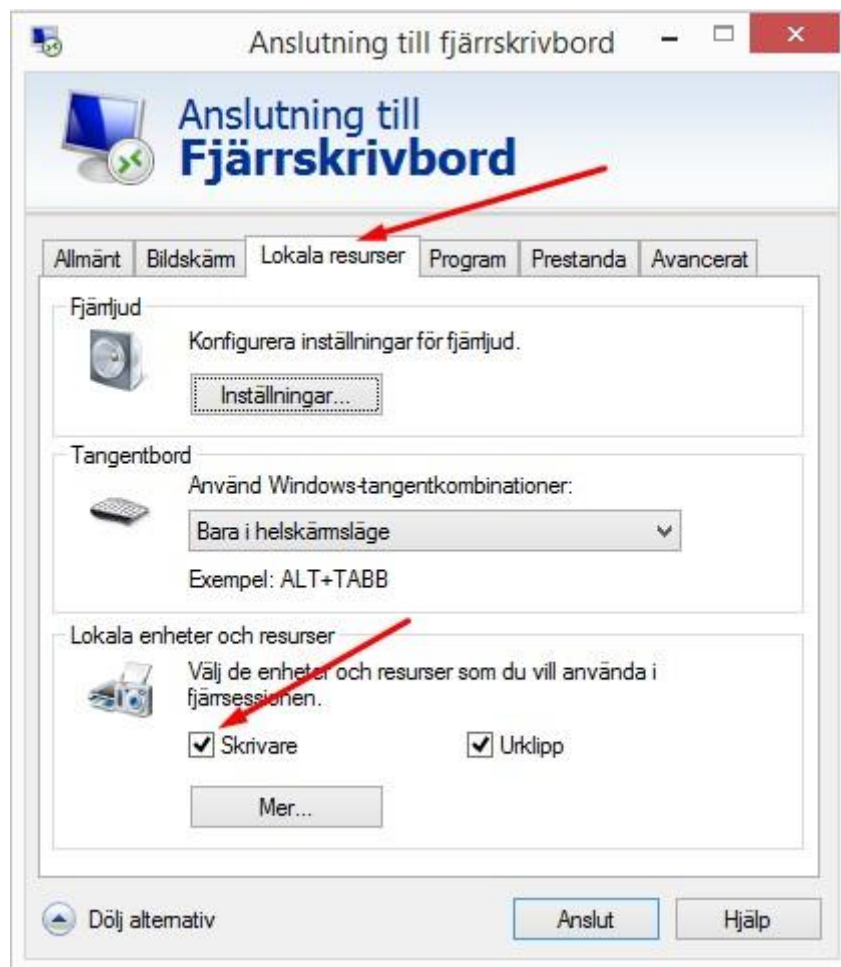 Anslutning till fjärrskrivbord
Anslutning till
Fjärrskrivbord
Allmänt Bildskärm Lokala resurser Program Prestanda Avancerat
Fjärrljud
Konfigurera inställningar för fjärrljud.
Inställningar...
Tangentbord
Använd Windows-tangentkombinationer:
Bara i helskärmsläge
Exempel: ALT+TABB
Lokala enheter och resurser
Välj de enheter och resurser som du vill använda i
fjärrsessionen.
Skrivare Urklipp
Mer...
Dölj alternativ Anslut Hjälp